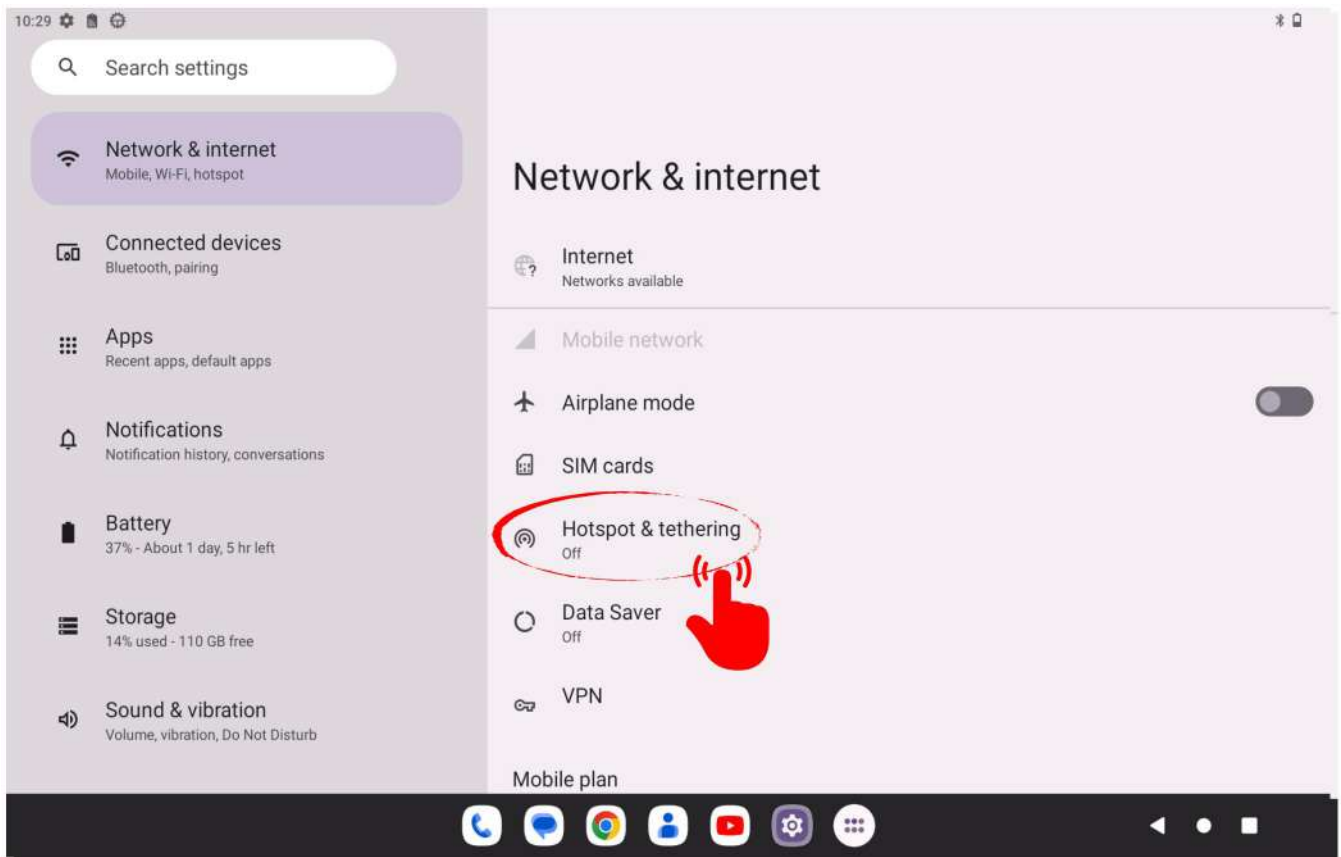 10:29
Search settings
Network & internet
Mobile, Wi-Fi, hotspot
Connected devices
Bluetooth, pairing
Apps
Recent apps, default apps
Notifications
Notification history, conversations
Battery
37% - About 1 day, 5 hr left
Storage
14% used - 110 GB free
Sound & vibration
Volume, vibration, Do Not Disturb
Network & internet
Internet
Networks available
Mobile network
Airplane mode
SIM cards
Hotspot & tethering
Off
Data Saver
Off
VPN
Mobile plan